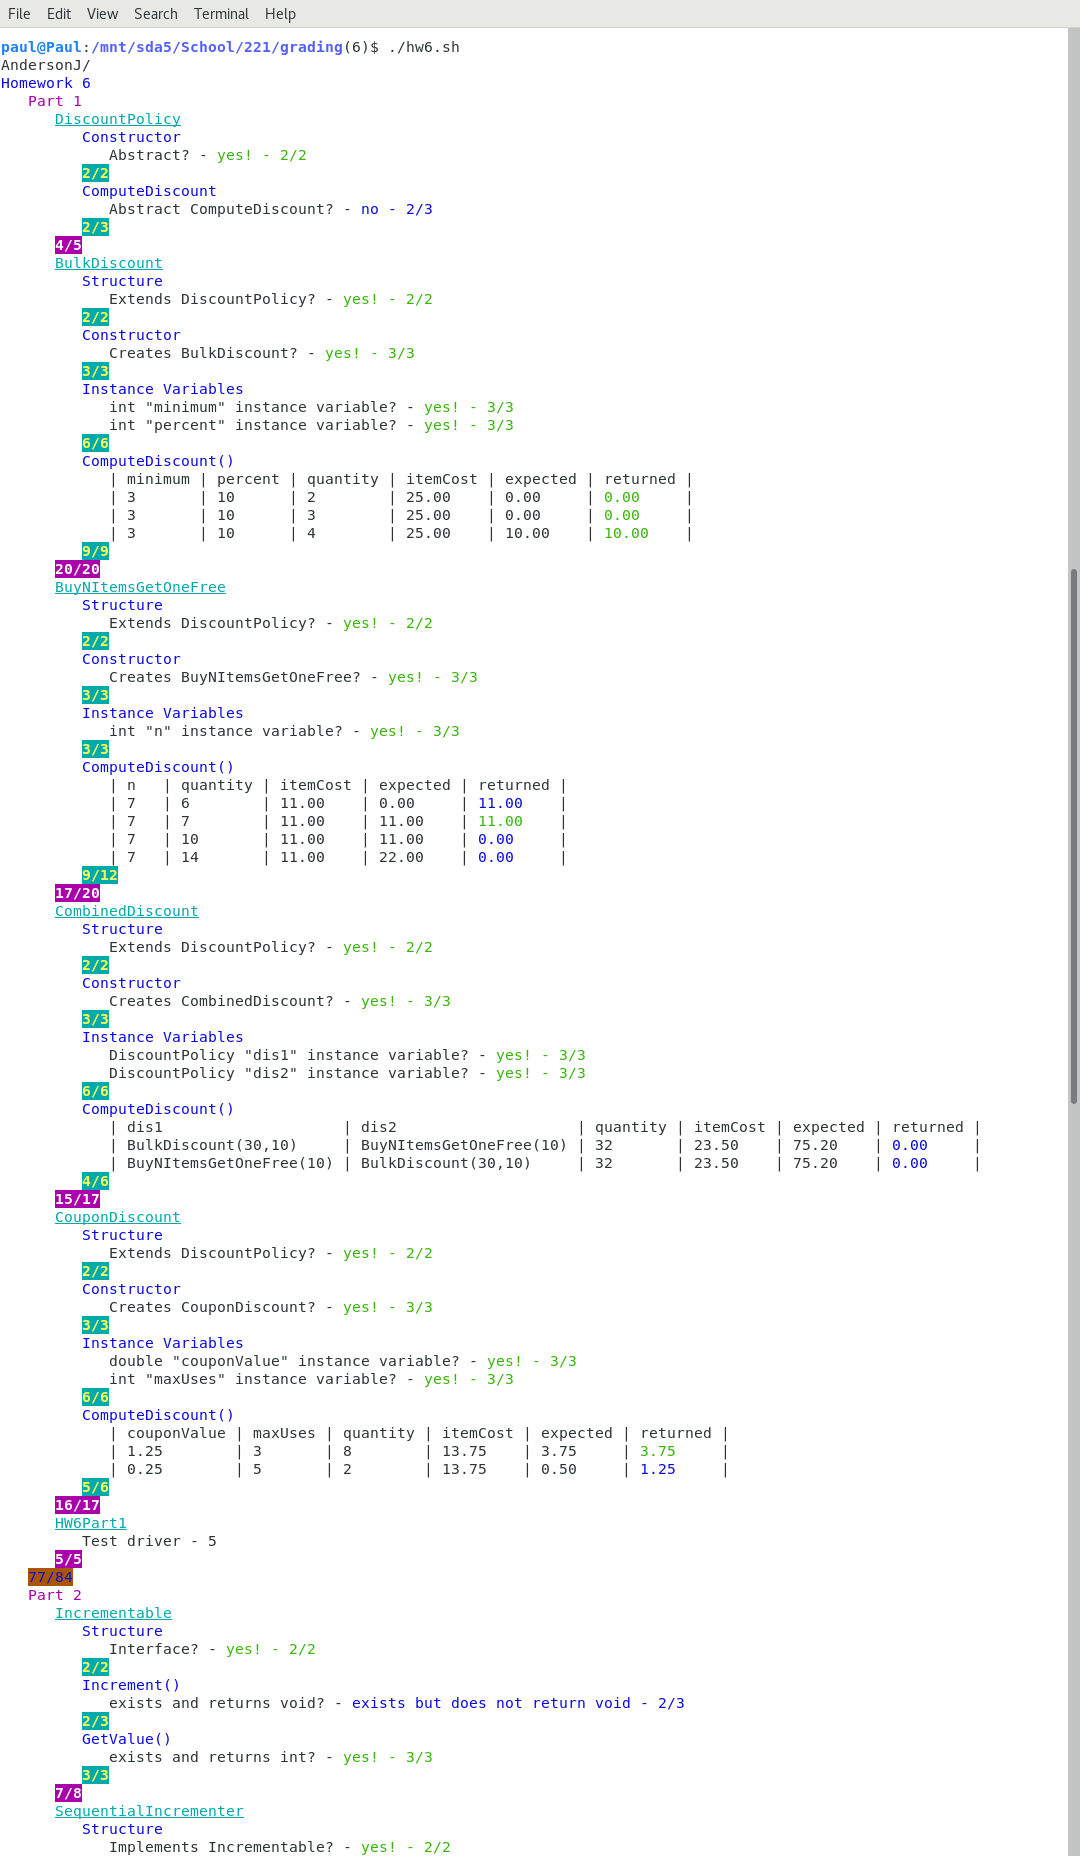 File Edit View Search Terminal Help
paul@Paul:/mnt/sda5/School/221/grading(6)$ ./hw6.sh
AndersonJ/
Homework 6
Part 1
DiscountPolicy
Constructor
Abstract? - yes! - 2/2
2/2
ComputeDiscount
Abstract ComputeDiscount? - no - 2/3
2/3
4/5
BulkDiscount
Structure
Extends DiscountPolicy? - yes! - 2/2
2/2
Constructor
Creates BulkDiscount? - yes! - 3/3
3/3
Instance Variables
int "minimum" instance variable? - yes! - 3/3
int "percent" instance variable? - yes! - 3/3
6/6
ComputeDiscount()
| minimum | percent | quantity | itemCost | expected | returned |
| 3 | 10 | 2 | 25.00 | 0.00 | 0.00 |
| 3 | 10 | 3 | 25.00 | 0.00 | 0.00 |
| 3 | 10 | 4 | 25.00 | 10.00 | 10.00 |
9/9
20/20
BuyNItemsGetOneFree
Structure
Extends DiscountPolicy? - yes! - 2/2
2/2
Constructor
Creates BuyNItemsGetOneFree? - yes! - 3/3
3/3
Instance Variables
int "n" instance variable? - yes! - 3/3
3/3
ComputeDiscount()
| n | quantity | itemCost | expected | returned |
| 7 | 6 | 11.00 | 0.00 | 11.00 |
| 7 | 7 | 11.00 | 11.00 | 11.00 |
| 7 | 10 | 11.00 | 11.00 | 0.00 |
| 7 | 14 | 11.00 | 22.00 | 0.00 |
9/12
17/20
CombinedDiscount
Structure
Extends DiscountPolicy? - yes! - 2/2
2/2
Constructor
Creates CombinedDiscount? - yes! - 3/3
3/3
Instance Variables
DiscountPolicy "dis1" instance variable? - yes! - 3/3
DiscountPolicy "dis2" instance variable? - yes! - 3/3
6/6
ComputeDiscount()
| dis1 | dis2 | quantity | itemCost | expected | returned |
| BulkDiscount(30,10) | BuyNItemsGetOneFree(10) | 32 | 23.50 | 75.20 | 0.00 |
| BuyNItemsGetOneFree(10) | BulkDiscount(30,10) | 32 | 23.50 | 75.20 | 0.00 |
4/6
15/17
CouponDiscount
Structure
Extends DiscountPolicy? - yes! - 2/2
2/2
Constructor
Creates CouponDiscount? - yes! - 3/3
3/3
Instance Variables
double "couponValue" instance variable? - yes! - 3/3
int "maxUses" instance variable? - yes! - 3/3
6/6
ComputeDiscount()
| couponValue | maxUses | quantity | itemCost | expected | returned |
| 1.25 | 3 | 8 | 13.75 | 3.75 | 3.75 |
| 0.25 | 5 | 2 | 13.75 | 0.50 | 1.25 |
5/6
16/17
HW6Part1
Test driver - 5
5/5
77/84
Part 2
Incrementable
Structure
Interface? - yes! - 2/2
2/2
Increment()
exists and returns void? - exists but does not return void - 2/3
2/3
GetValue()
exists and returns int? - yes! - 3/3
3/3
7/8
SequentialIncrementer
Structure
Implements Incrementable? - yes! - 2/2